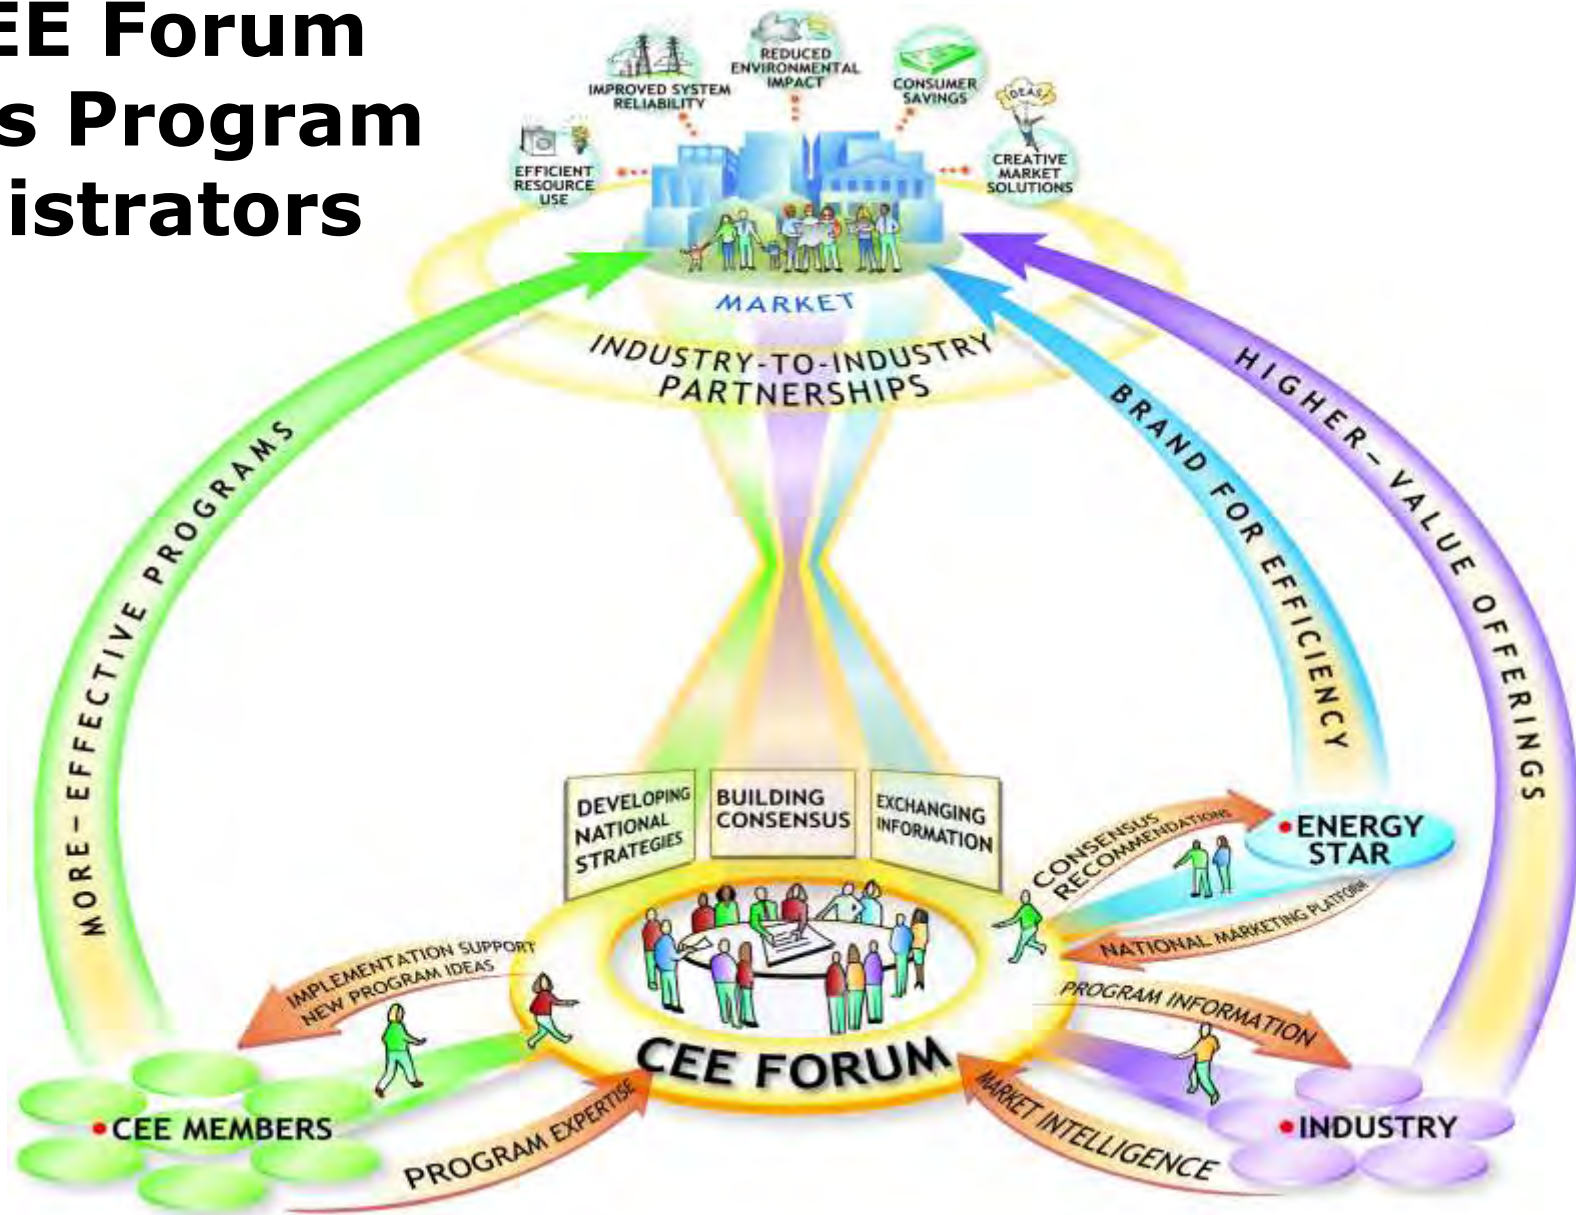 EE Forum
s Program
istrators
IMPROVED SYSTEM
RELIABILITY
REDUCED
ENVIRONMENTAL
IMPACT
CONSUMER
SAVINGS
IDEAS
EFFICIENT
RESOURCE
USE
CREATIVE
MARKET
SOLUTIONS
MARKET
INDUSTRY-TO-INDUSTRY
PARTNERSHIPS
MORE-EFFECTIVE PROGRAMS
BRAND FOR EFFICIENCY
HIGHER-VALUE OFFERINGS
DEVELOPING
NATIONAL
STRATEGIES
BUILDING
CONSENSUS
EXCHANGING
INFORMATION
CONSENSUS
RECOMMENDATIONS
•ENERGY
STAR
NATIONAL MARKETING PLATFORM
IMPLEMENTATION SUPPORT
NEW PROGRAM IDEAS
PROGRAM INFORMATION
CEE FORUM
•CEE MEMBERS
PROGRAM EXPERTISE
MARKET INTELLIGENCE
•INDUSTRY